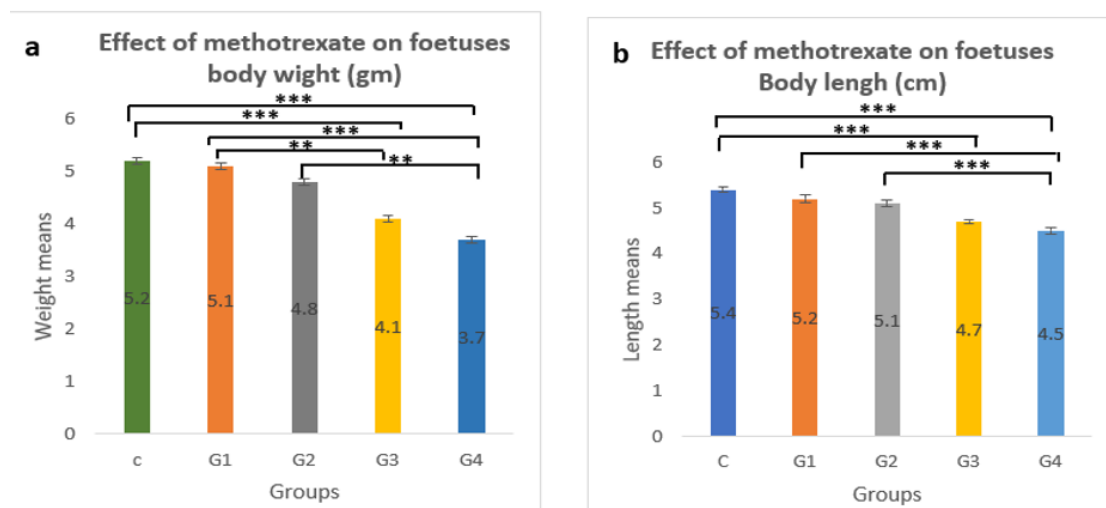 a
Effect of methotrexate on foetuses
body wight (gm)
***
***
***
**
**
6
5
4
3
2
1
0
Weight means
5.2
5.1
4.8
4.1
3.7
c
G1
G2
G3
G4
Groups
b
Effect of methotrexate on foetuses
Body lengh (cm)
***
***
***
***
6
5
4
3
2
1
0
Length means
5.4
5.2
5.1
4.7
4.5
C
G1
G2
G3
G4
Groups